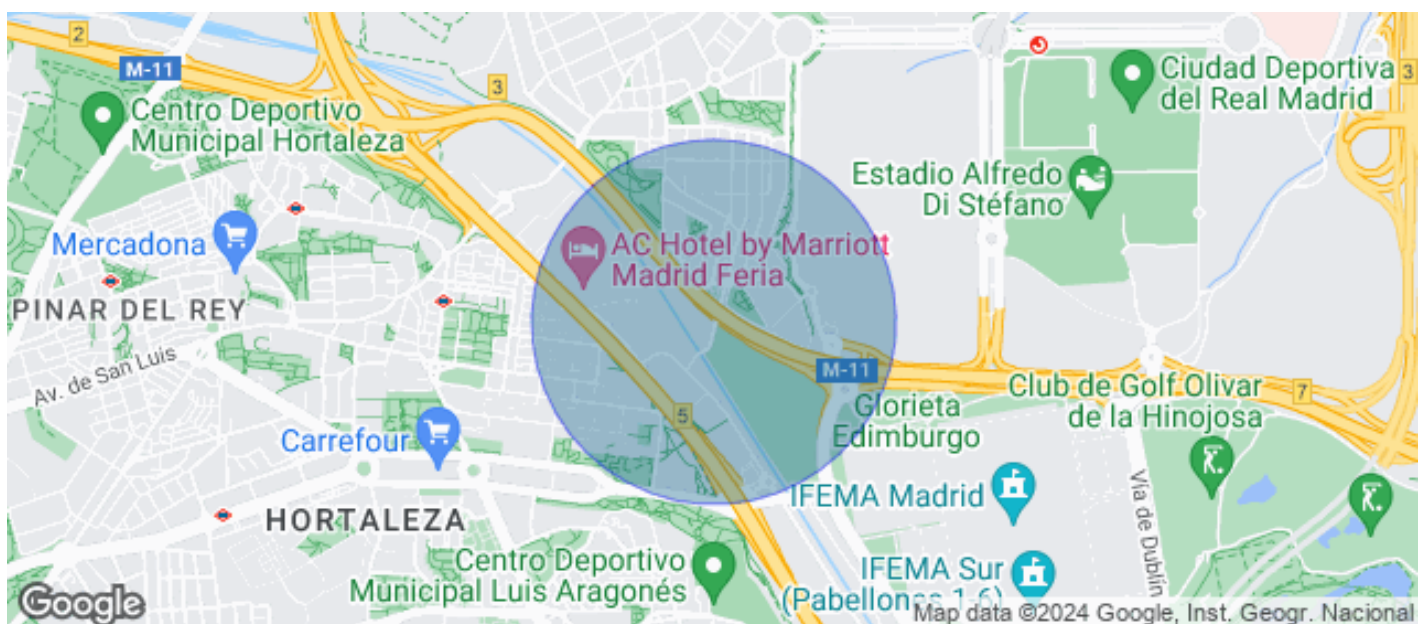 2
M-11
3
Centro Deportivo
Municipal Hortaleza
Ciudad Deportiva
del Real Madrid
3
Estadio Alfredo
Di Stéfano
Mercadona
AC Hotel by Marriott
Madrid Feria
PINAR DEL REY
Av. de San Luis
M-11
Club de Golf Olivar
de la Hinojosa
7
5
Glorieta
Edimburgo
Carrefour
IFEMA Madrid
Vía de Dublín
HORTALEZA
Centro Deportivo
Municipal Luis Aragonés
IFEMA Sur
(Pabellones 1-6)
Google
Map data ©2024 Google, Inst. Geogr. Nacional